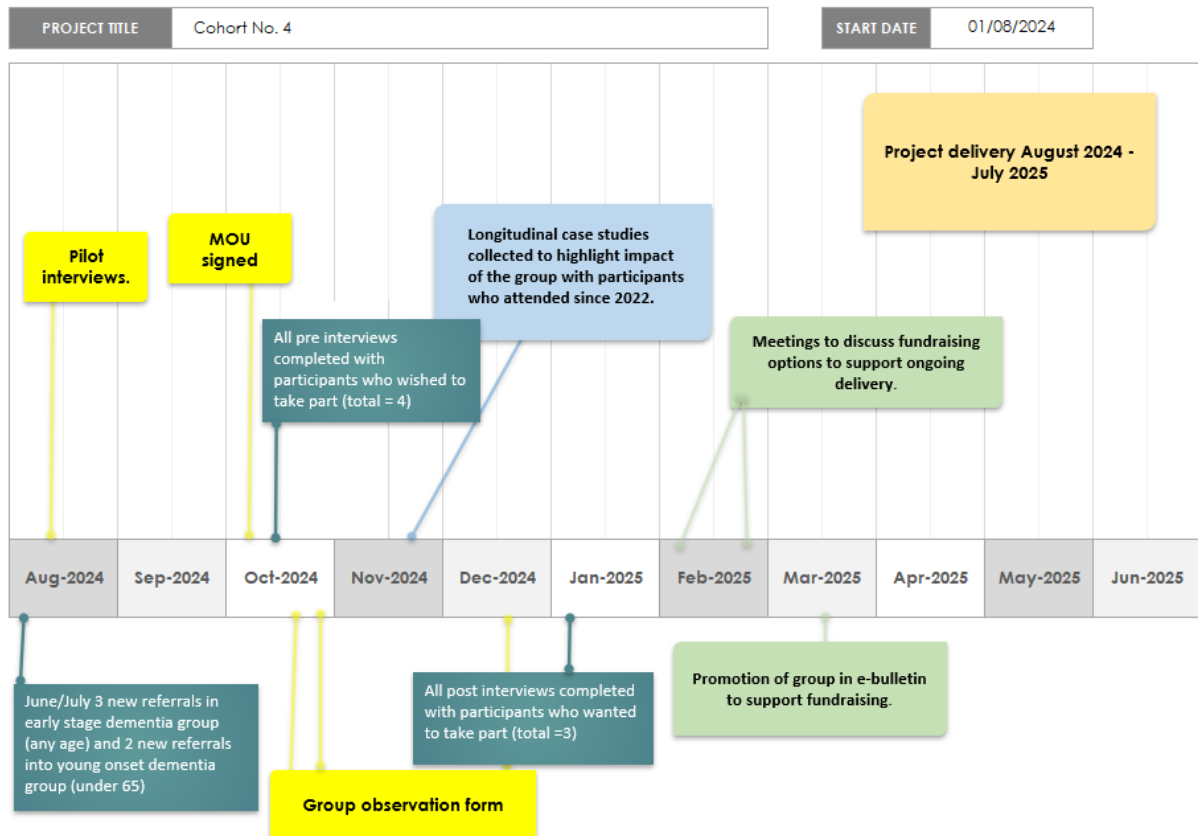 PROJECT TITLE
Cohort No. 4
START DATE
01/08/2024
Project delivery August 2024 -
July 2025
Pilot
interviews.
MOU
signed
Longitudinal case studies
collected to highlight impact
of the group with participants
who attended since 2022.
All pre interviews
completed with
participants who wished to
take part (total = 4)
Meetings to discuss fundraising
options to support ongoing
delivery.
Aug-2024
Sep-2024
Oct-2024
Nov-2024
Dec-2024
Jan-2025
Feb-2025
Mar-2025
Apr-2025
May-2025
Jun-2025
June/July 3 new referrals in
early stage dementia group
(any age) and 2 new referrals
into young onset dementia
group (under 65)
All post interviews completed
with participants who wanted
to take part (total =3)
Promotion of group in e-bulletin
to support fundraising.
Group observation form